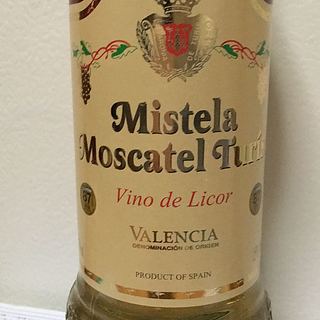 Mistela
Moscatel Turís
Vino de Licor
VALENCIA
DENOMINACIÓN DE ORIGEN
PRODUCT OF SPAIN